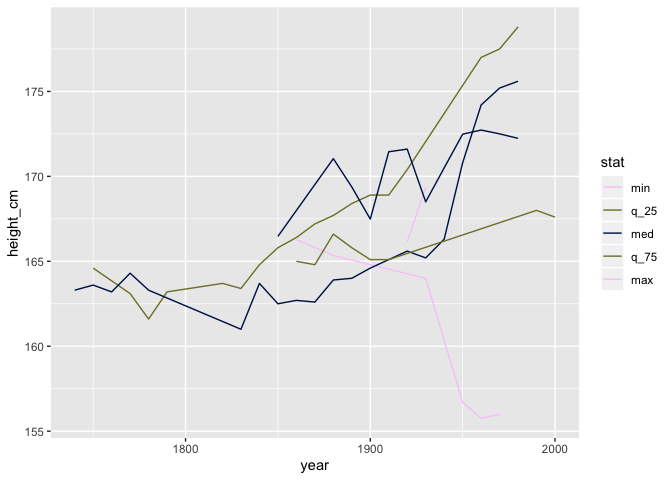 175
170
165
160
155
height_cm
1800
1900
2000
year
stat
min
q_25
med
q_75
max